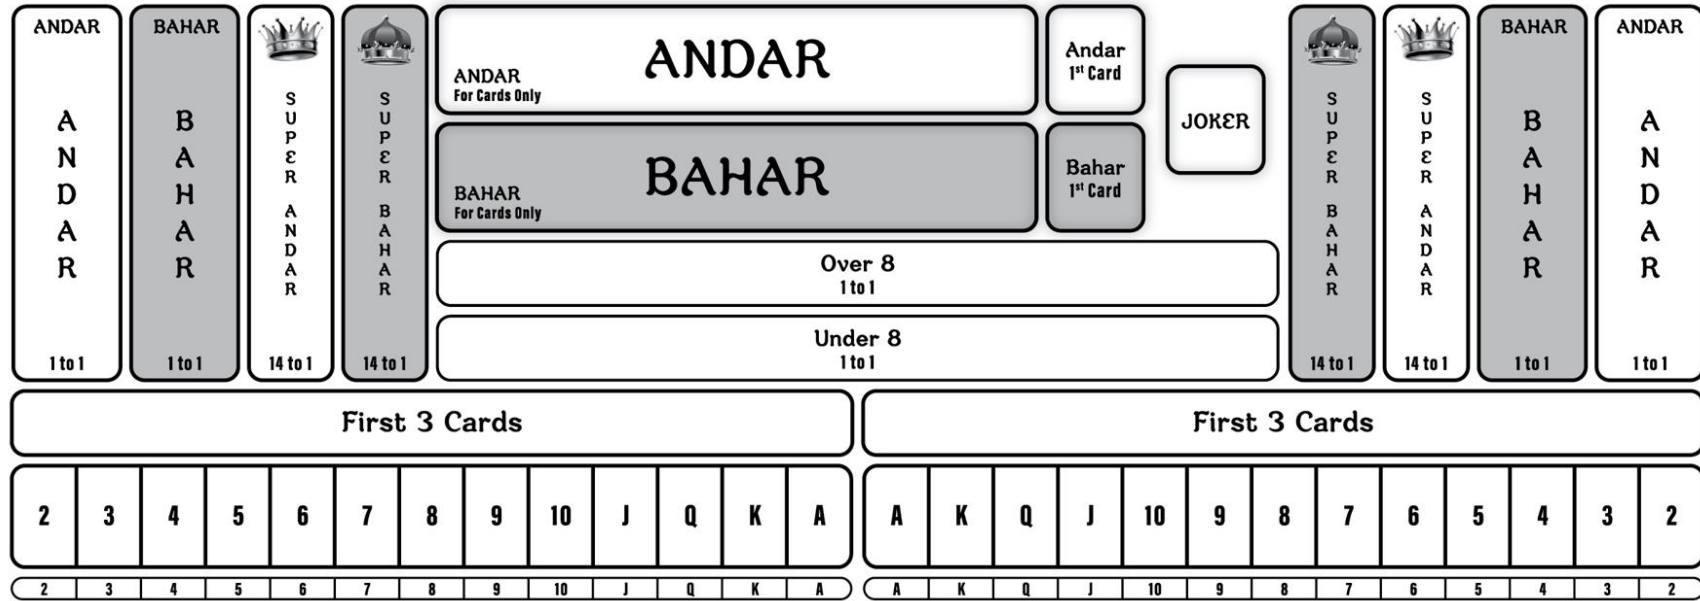 ANDAR
ANDAR
1 to 1
BAHAR
BAHAR
1 to 1
SUPER ANDAR
14 to 1
SUPER BAHAR
14 to 1
ANDAR
ANDAR
For Cards Only
Andar
1st Card
BAHAR
BAHAR
For Cards Only
Bahar
1st Card
JOKER
Over 8
1 to 1
Under 8
1 to 1
SUPER BAHAR
14 to 1
SUPER ANDAR
14 to 1
BAHAR
BAHAR
1 to 1
ANDAR
ANDAR
1 to 1
First 3 Cards
First 3 Cards
2 3 4 5 6 7 8 9 10 J Q K A
A K Q J 10 9 8 7 6 5 4 3 2
2 3 4 5 6 7 8 9 10 J Q K A
A K Q J 10 9 8 7 6 5 4 3 2